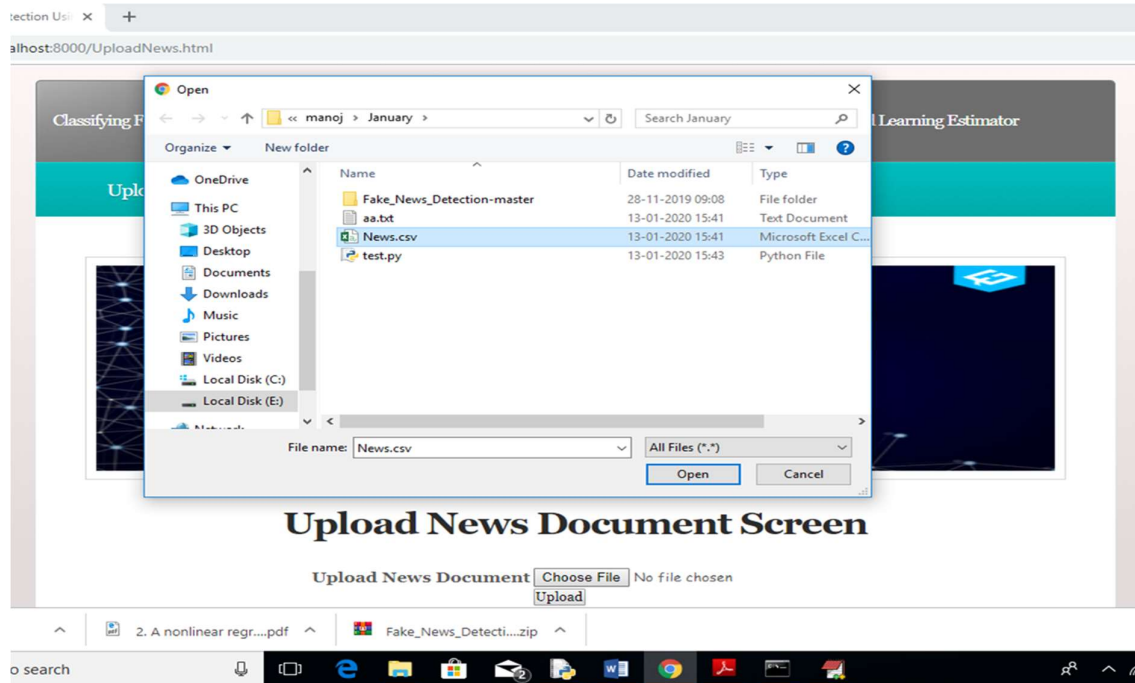 tection Usi × +
alhost:8000/UploadNews.html
Open
Classifying F
l Learning Estimator
« manoj > January >
Search January
Organize New folder
Uplo
Name Date modified Type
OneDrive
This PC
3D Objects
Desktop
Documents
Downloads
Music
Pictures
Videos
Local Disk (C:)
Local Disk (E:)
Network
Fake_News_Detection-master 28-11-2019 09:08 File folder
aa.txt 13-01-2020 15:41 Text Document
News.csv 13-01-2020 15:41 Microsoft Excel C...
test.py 13-01-2020 15:43 Python File
File name: News.csv All Files (*.*)
Open Cancel
Upload News Document Screen
Upload News Document Choose File No file chosen
Upload
2. A nonlinear regr....pdf Fake_News_Detecti....zip
o search
2